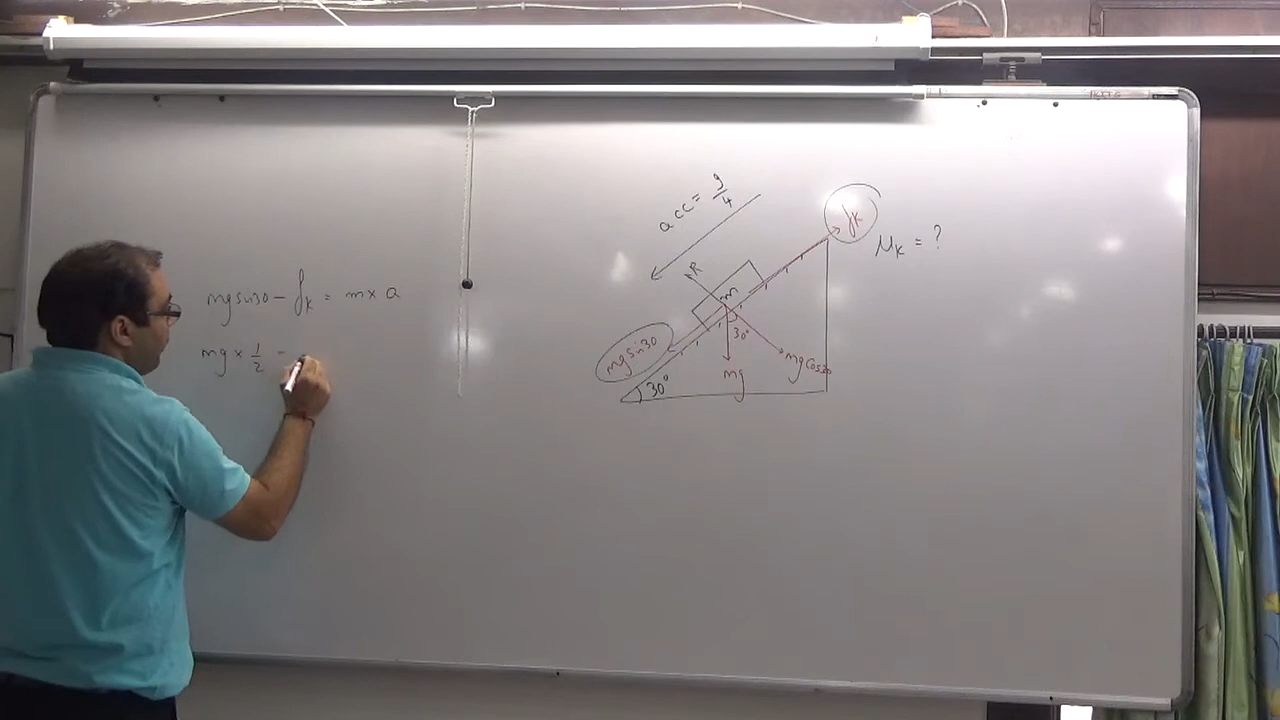 mg sin30 - fk = m × a
mg × 1/2 -
acc = g/4
fk
μk = ?
R
m
mg sin30
30°
30°
mg
mg cos30